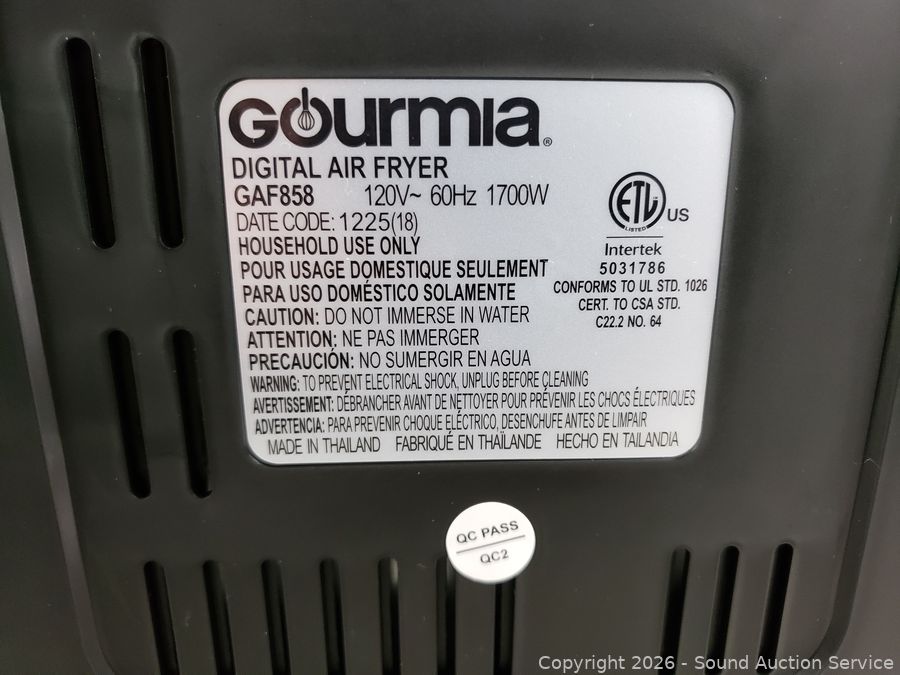 GOurmia®
DIGITAL AIR FRYER
GAF858 120V~ 60Hz 1700W
DATE CODE: 1225(18)
HOUSEHOLD USE ONLY
POUR USAGE DOMESTIQUE SEULEMENT
PARA USO DOMÉSTICO SOLAMENTE
CAUTION: DO NOT IMMERSE IN WATER
ATTENTION: NE PAS IMMERGER
PRECAUCIÓN: NO SUMERGIR EN AGUA
WARNING: TO PREVENT ELECTRICAL SHOCK, UNPLUG BEFORE CLEANING
AVERTISSEMENT: DÉBRANCHER AVANT DE NETTOYER POUR PRÉVENIR LES CHOCS ÉLECTRIQUES
ADVERTENCIA: PARA PREVENIR CHOQUE ELÉCTRICO, DESENCHUFE ANTES DE LIMPAIR
MADE IN THAILAND FABRIQUÉ EN THAÏLANDE HECHO EN TAILANDIA
ETL US
LISTED
Intertek
5031786
CONFORMS TO UL STD. 1026
CERT. TO CSA STD.
C22.2 NO. 64
QC PASS
QC2
Copyright 2026 - Sound Auction Service